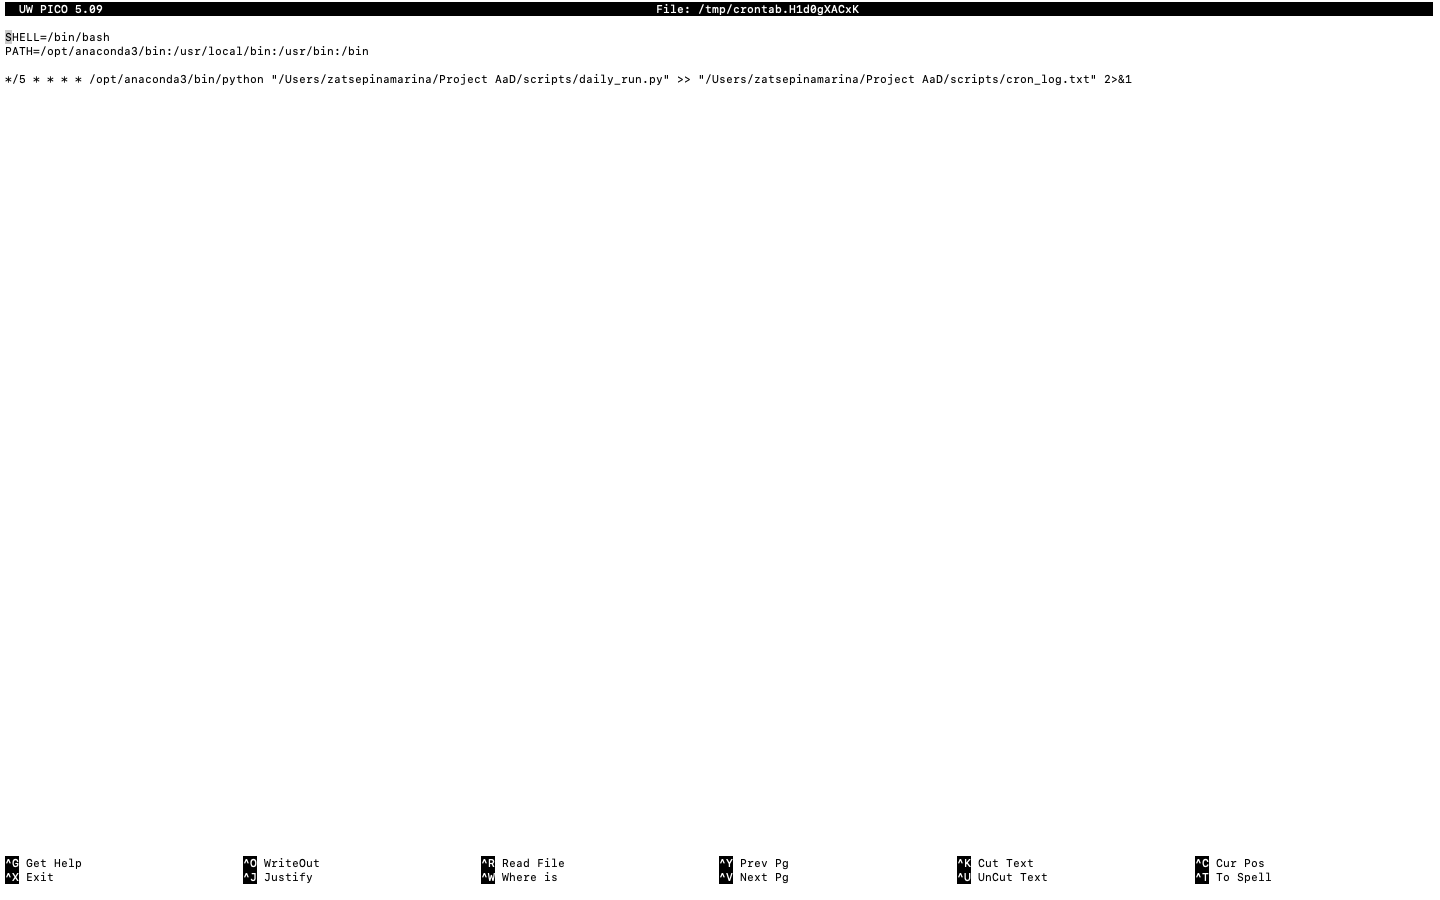 UW PICO 5.09 File: /tmp/crontab.H1d0gXACxK
SHELL=/bin/bash
PATH=/opt/anaconda3/bin:/usr/local/bin:/usr/bin:/bin
*/5 * * * * /opt/anaconda3/bin/python "/Users/zatsepinamarina/Project AaD/scripts/daily_run.py" >> "/Users/zatsepinamarina/Project AaD/scripts/cron_log.txt" 2>&1
^G Get Help ^O WriteOut ^R Read File ^Y Prev Pg ^K Cut Text ^C Cur Pos
^X Exit ^J Justify ^W Where is ^V Next Pg ^U UnCut Text ^T To Spell